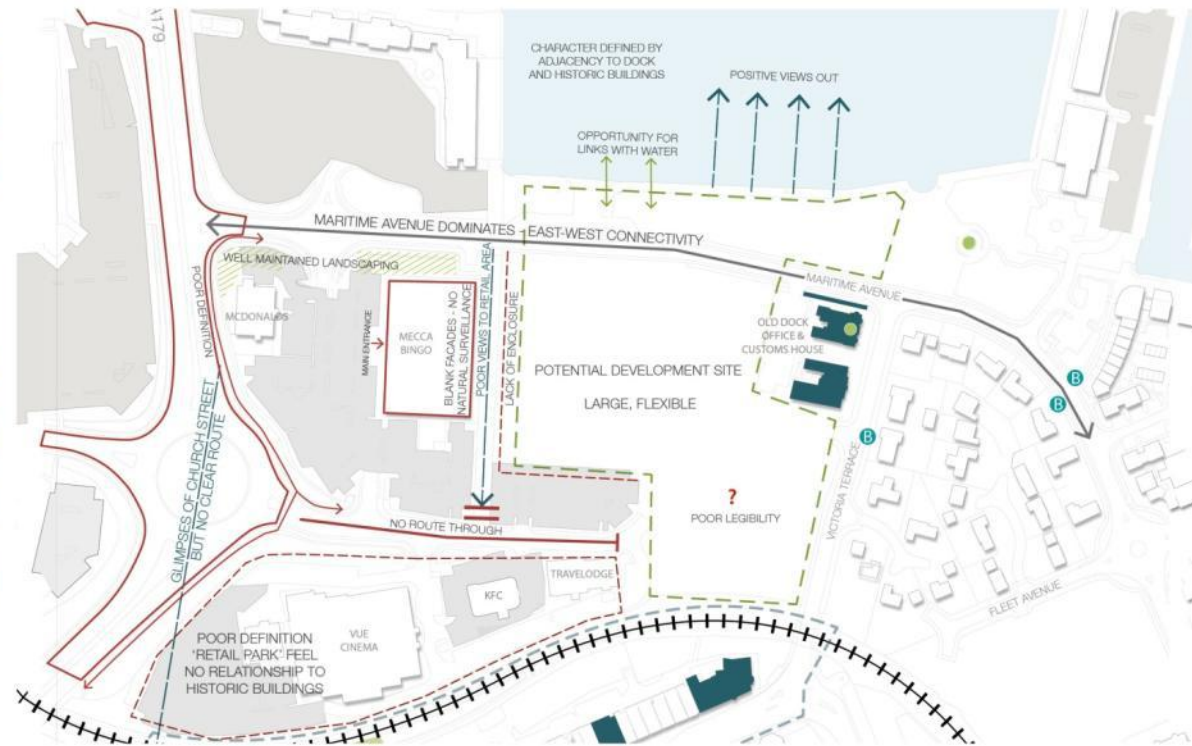 A179
CHARACTER DEFINED BY
ADJACENCY TO DOCK
AND HISTORIC BUILDINGS
POSITIVE VIEWS OUT
OPPORTUNITY FOR
LINKS WITH WATER
MARITIME AVENUE DOMINATES - EAST-WEST CONNECTIVITY
WELL MAINTAINED LANDSCAPING
POOR DEFINITION
MCDONALDS
MAIN ENTRANCE
MECCA
BINGO
BLANK FACADES - NO
NATURAL SURVEILLANCE
POOR VIEWS TO RETAIL AREA
LACK OF ENCLOSURE
MARITIME AVENUE
OLD DOCK
OFFICE &
CUSTOMS HOUSE
POTENTIAL DEVELOPMENT SITE
LARGE, FLEXIBLE
B
B
B
GLIMPSES OF CHURCH STREET
BUT NO CLEAR ROUTE
?
POOR LEGIBILITY
VICTORIA TERRACE
NO ROUTE THROUGH
TRAVELODGE
KFC
FLEET AVENUE
VUE
CINEMA
POOR DEFINITION
'RETAIL PARK' FEEL
NO RELATIONSHIP TO
HISTORIC BUILDINGS